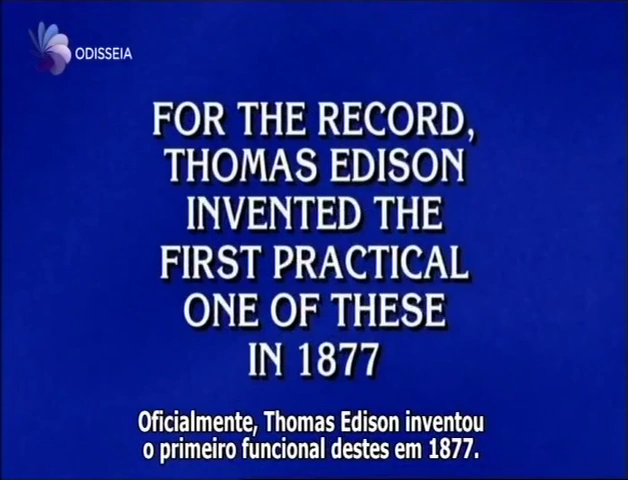 ODISSEIA
FOR THE RECORD,
THOMAS EDISON
INVENTED THE
FIRST PRACTICAL
ONE OF THESE
IN 1877
Oficialmente, Thomas Edison inventou
o primeiro funcional destes em 1877.